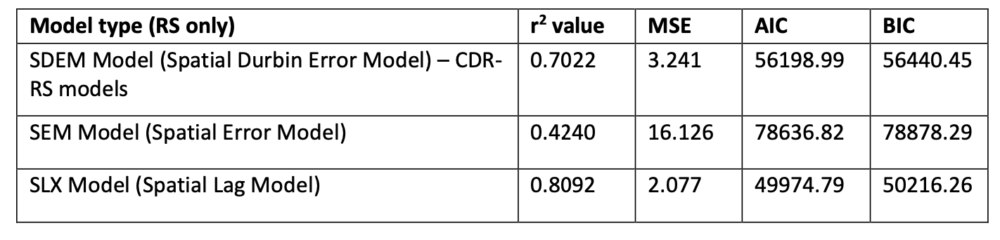 Model type (RS only) r² value MSE AIC BIC
SDEM Model (Spatial Durbin Error Model) – CDR- 0.7022 3.241 56198.99 56440.45
RS models
SEM Model (Spatial Error Model) 0.4240 16.126 78636.82 78878.29
SLX Model (Spatial Lag Model) 0.8092 2.077 49974.79 50216.26